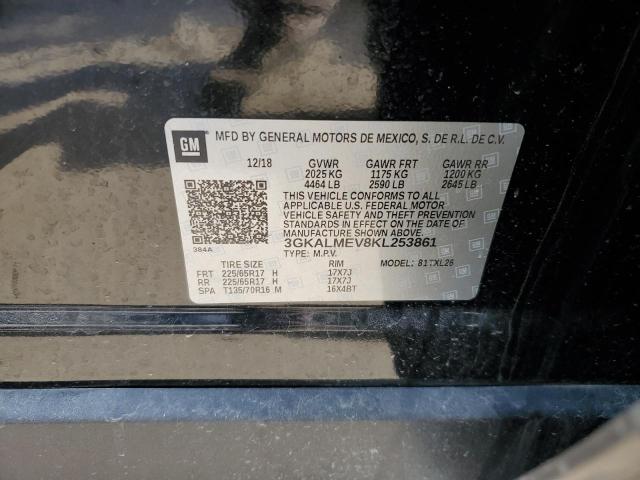 GM MFD BY GENERAL MOTORS DE MEXICO, S. DE R.L. DE C.V.
12/18 GVWR GAWR FRT GAWR RR
2025 KG 1175 KG 1200 KG
4464 LB 2590 LB 2645 LB
THIS VEHICLE CONFORMS TO ALL
APPLICABLE U.S. FEDERAL MOTOR
VEHICLE SAFETY AND THEFT PREVENTION
STANDARDS IN EFFECT ON THE DATE OF
MANUFACTURE SHOWN ABOVE.
384A 3GKALMEV8KL253861
TYPE: M.P.V. MODEL: 81TXL26
TIRE SIZE RIM
FRT 225/65R17 H 17X7J
RR 225/65R17 H 17X7J
SPA T135/70R16 M 16X4BT